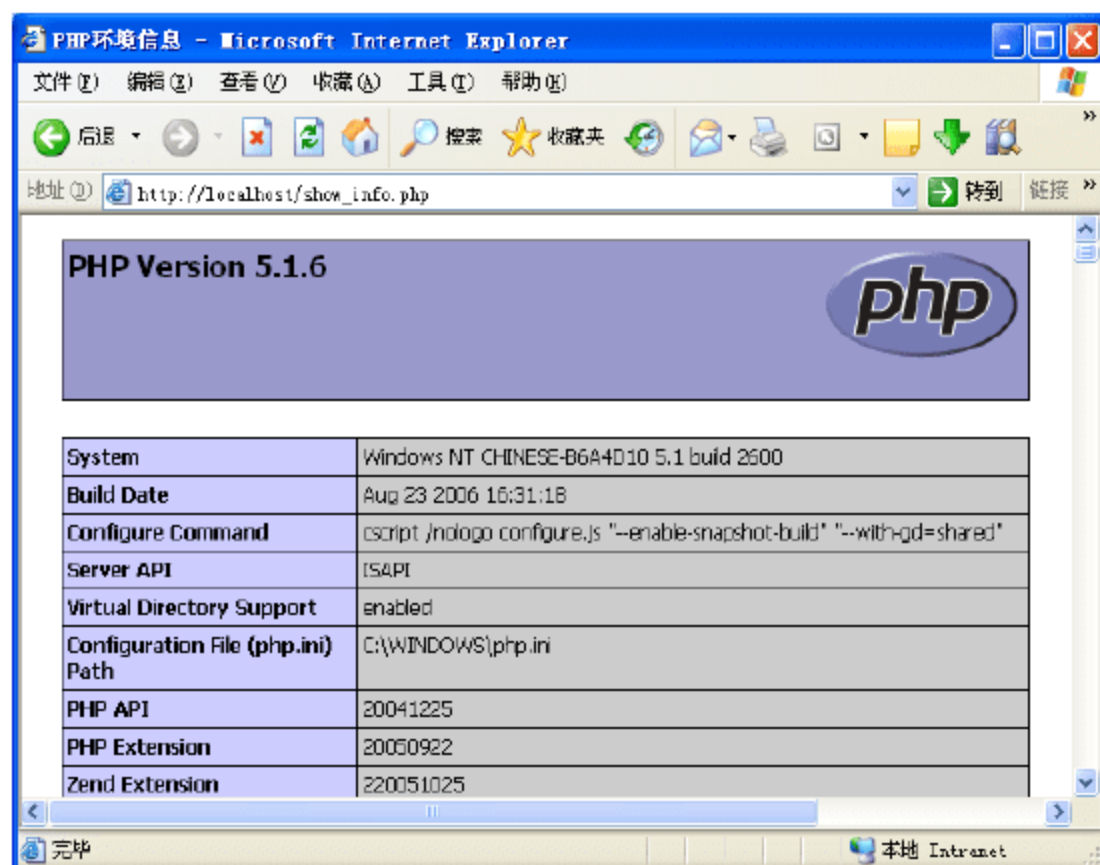 PHP环境信息 - Microsoft Internet Explorer
文件(F) 编辑(E) 查看(V) 收藏(A) 工具(T) 帮助(H)
后退 搜索 收藏夹 »
地址(D) http://localhost/show_info.php 转到 链接 »
PHP Version 5.1.6
php
System Windows NT CHINESE-B6A4D10 5.1 build 2600
Build Date Aug 23 2006 16:31:18
Configure Command cscript /nologo configure.js "--enable-snapshot-build" "--with-gd=shared"
Server API ISAPI
Virtual Directory Support enabled
Configuration File (php.ini) C:\WINDOWS\php.ini
Path
PHP API 20041225
PHP Extension 20050922
Zend Extension 220051025
完毕 本地 Intranet